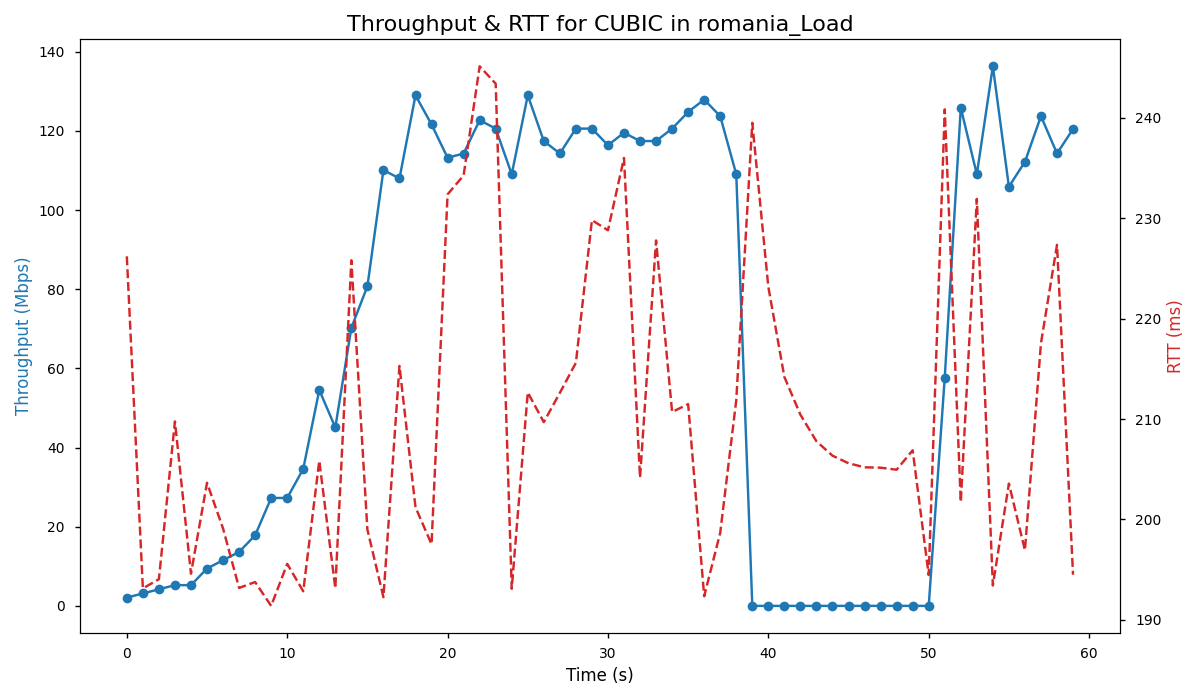 Throughput & RTT for CUBIC in romania_Load
Throughput (Mbps)
140
120
100
80
60
40
20
0
240
230
220
210
200
190
RTT (ms)
0 10 20 30 40 50 60
Time (s)